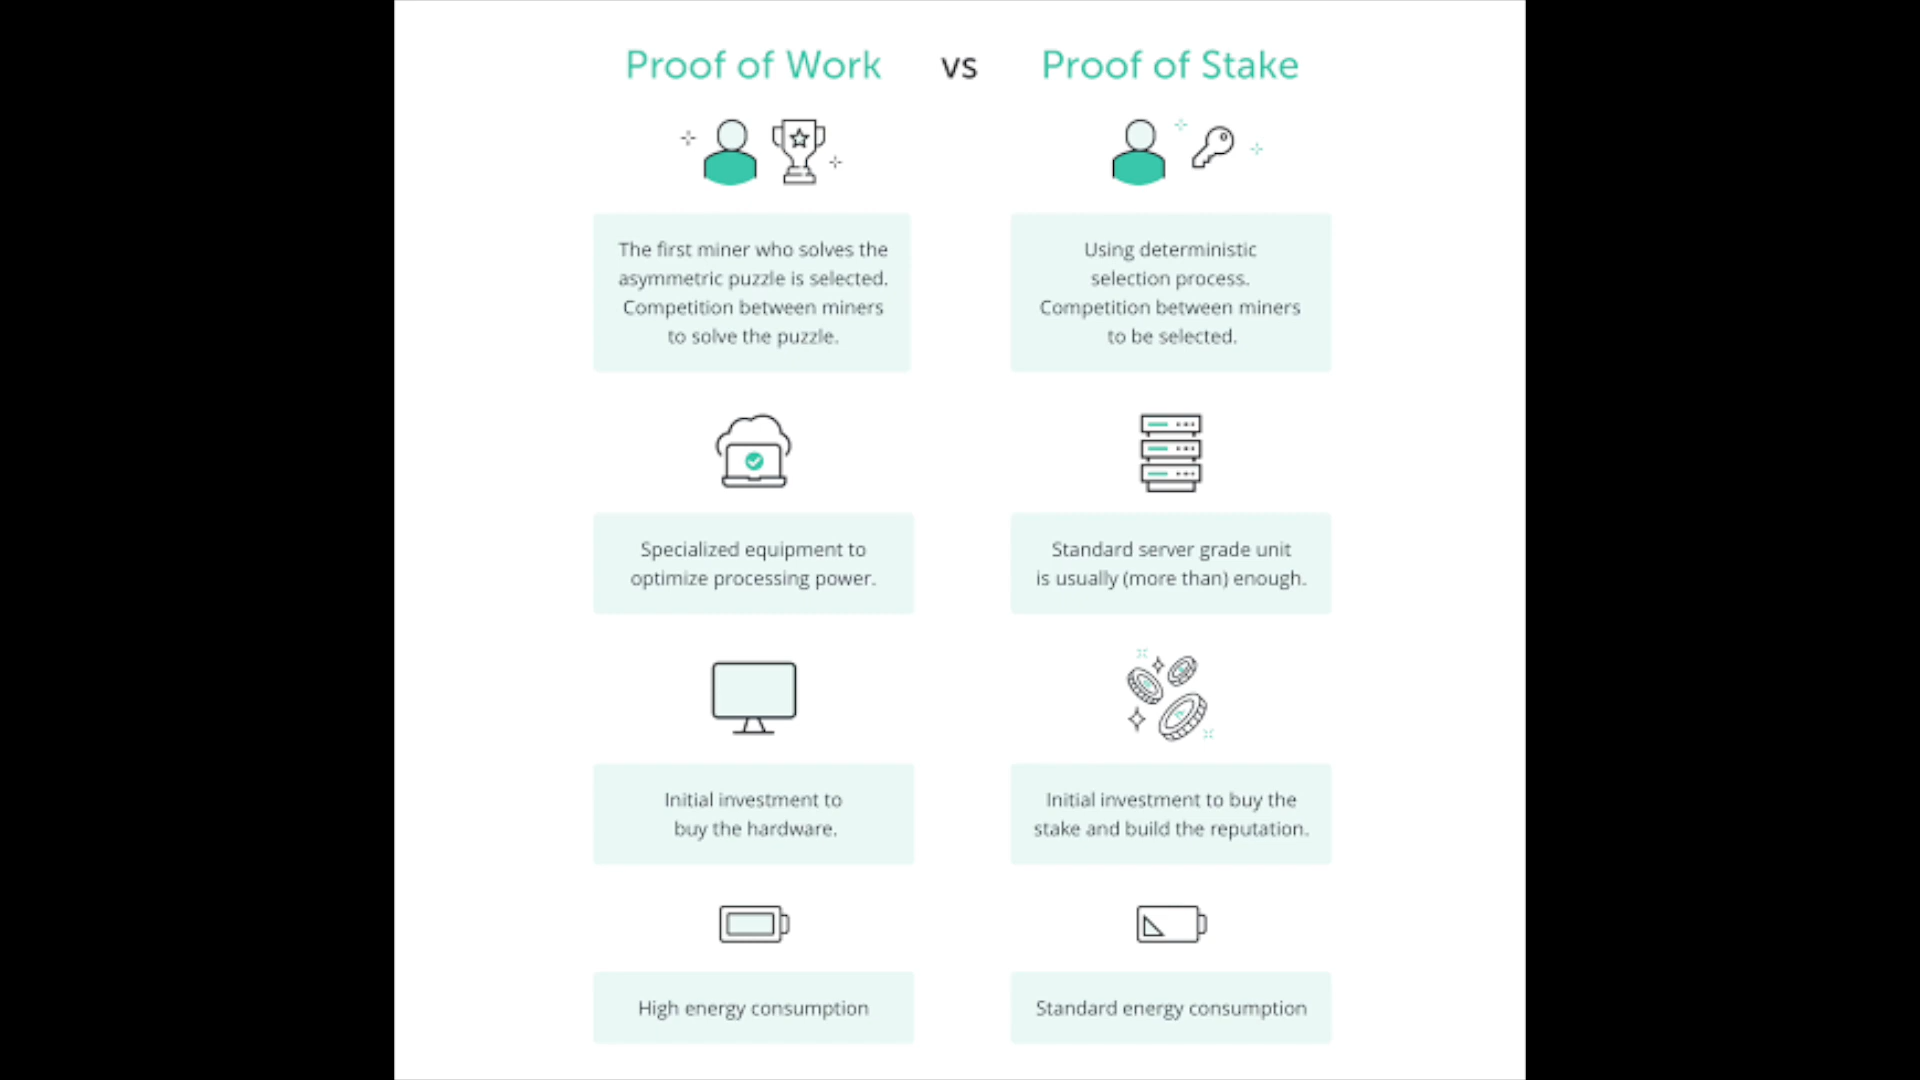 Proof of Work vs Proof of Stake
The first miner who solves the
asymmetric puzzle is selected.
Competition between miners
to solve the puzzle.
Using deterministic
selection process.
Competition between miners
to be selected.
Specialized equipment to
optimize processing power.
Standard server grade unit
is usually (more than) enough.
Initial investment to
buy the hardware.
Initial investment to buy the
stake and build the reputation.
High energy consumption
Standard energy consumption